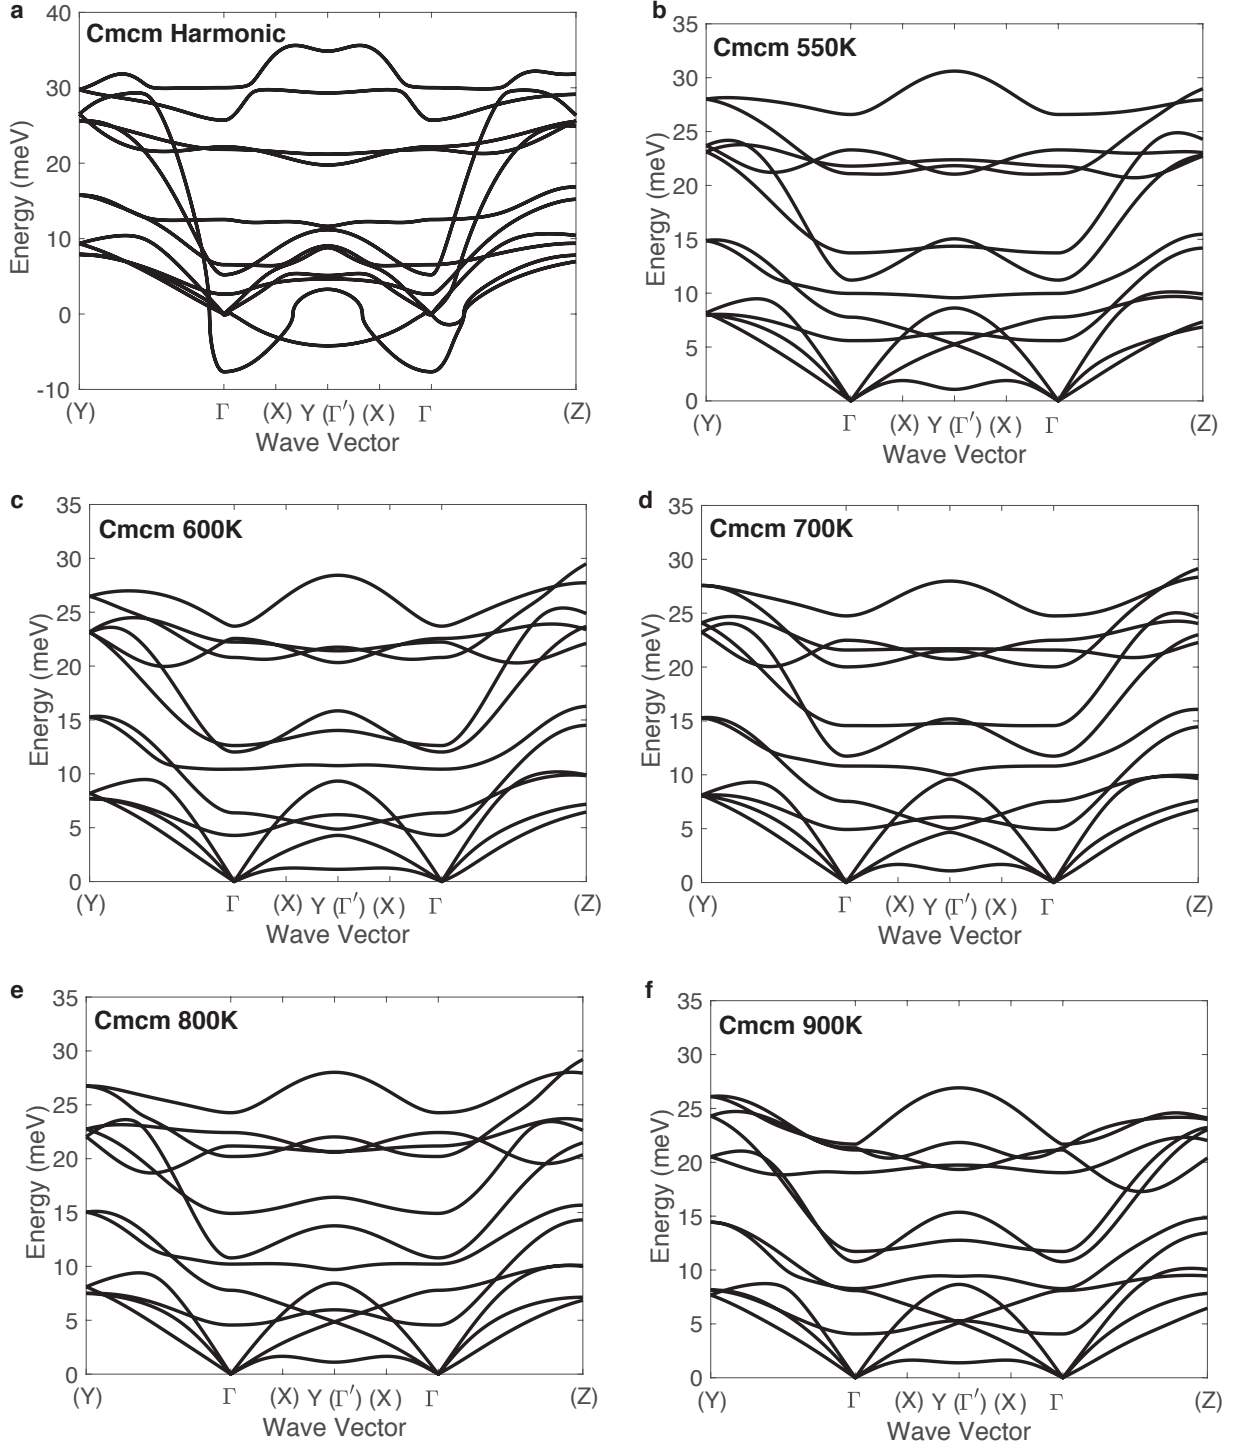 a
Cmcm Harmonic
40
30
20
10
0
-10
Energy (meV)
(Y) Γ (X) Y (Γ′) (X) Γ (Z)
Wave Vector
b
Cmcm 550K
35
30
25
20
15
10
5
0
Energy (meV)
(Y) Γ (X) Y (Γ′) (X) Γ (Z)
Wave Vector
c
Cmcm 600K
35
30
25
20
15
10
5
0
Energy (meV)
(Y) Γ (X) Y (Γ′) (X) Γ (Z)
Wave Vector
d
Cmcm 700K
35
30
25
20
15
10
5
0
Energy (meV)
(Y) Γ (X) Y (Γ′) (X) Γ (Z)
Wave Vector
e
Cmcm 800K
35
30
25
20
15
10
5
0
Energy (meV)
(Y) Γ (X) Y (Γ′) (X) Γ (Z)
Wave Vector
f
Cmcm 900K
35
30
25
20
15
10
5
0
Energy (meV)
(Y) Γ (X) Y (Γ′) (X) Γ (Z)
Wave Vector